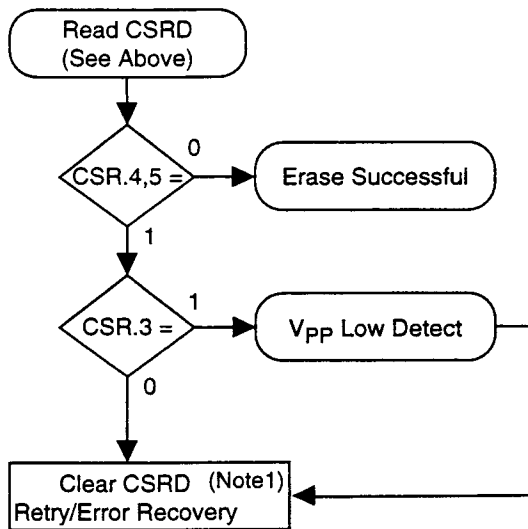 Read CSRD
(See Above)
0
CSR.4,5 =
Erase Successful
1
1
CSR.3 =
VPP Low Detect
0
Clear CSRD (Note1)
Retry/Error Recovery